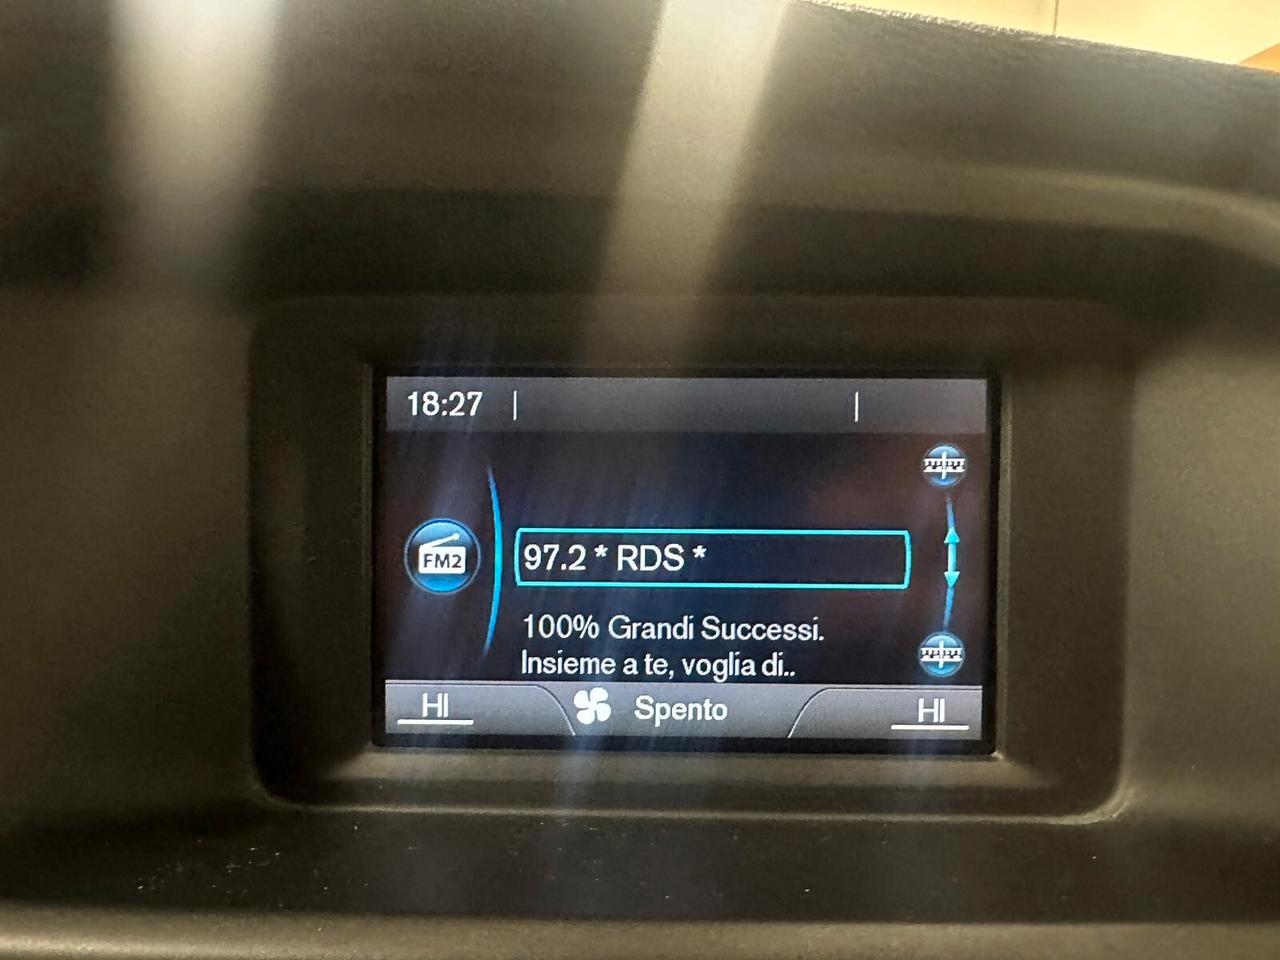 18:27
FM2
97.2 * RDS *
100% Grandi Successi.
Insieme a te, voglia di..
HI Spento HI